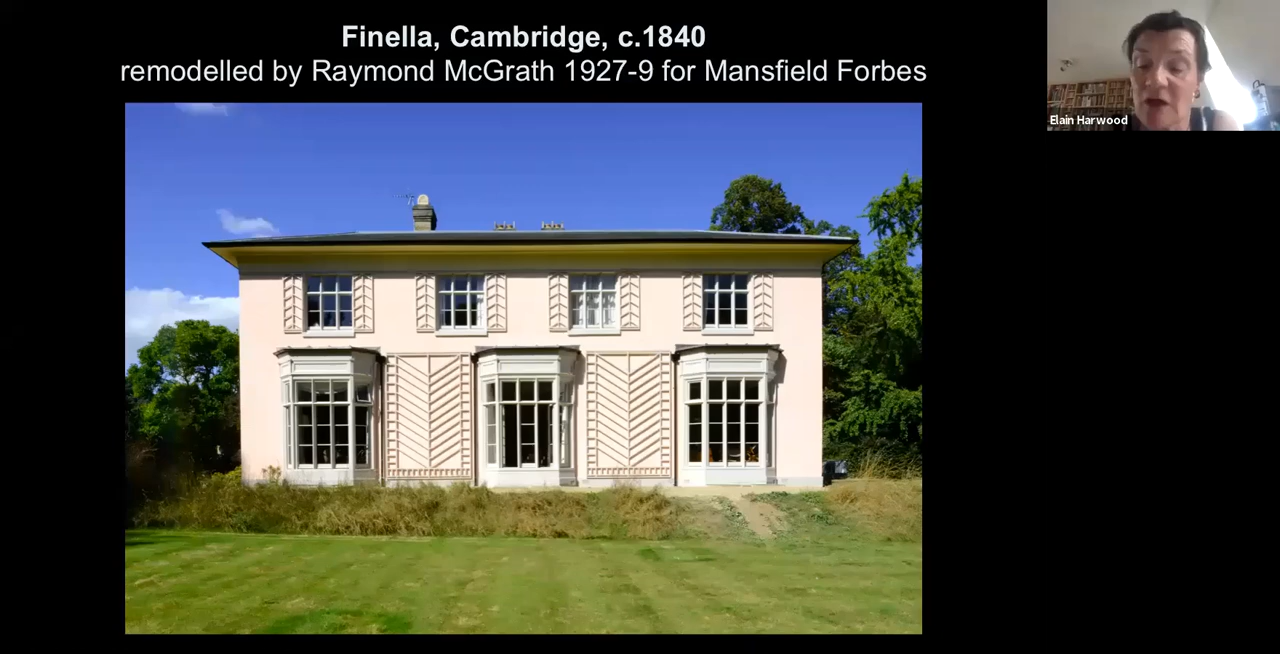 Finella, Cambridge, c.1840
remodelled by Raymond McGrath 1927-9 for Mansfield Forbes
Elain Harwood